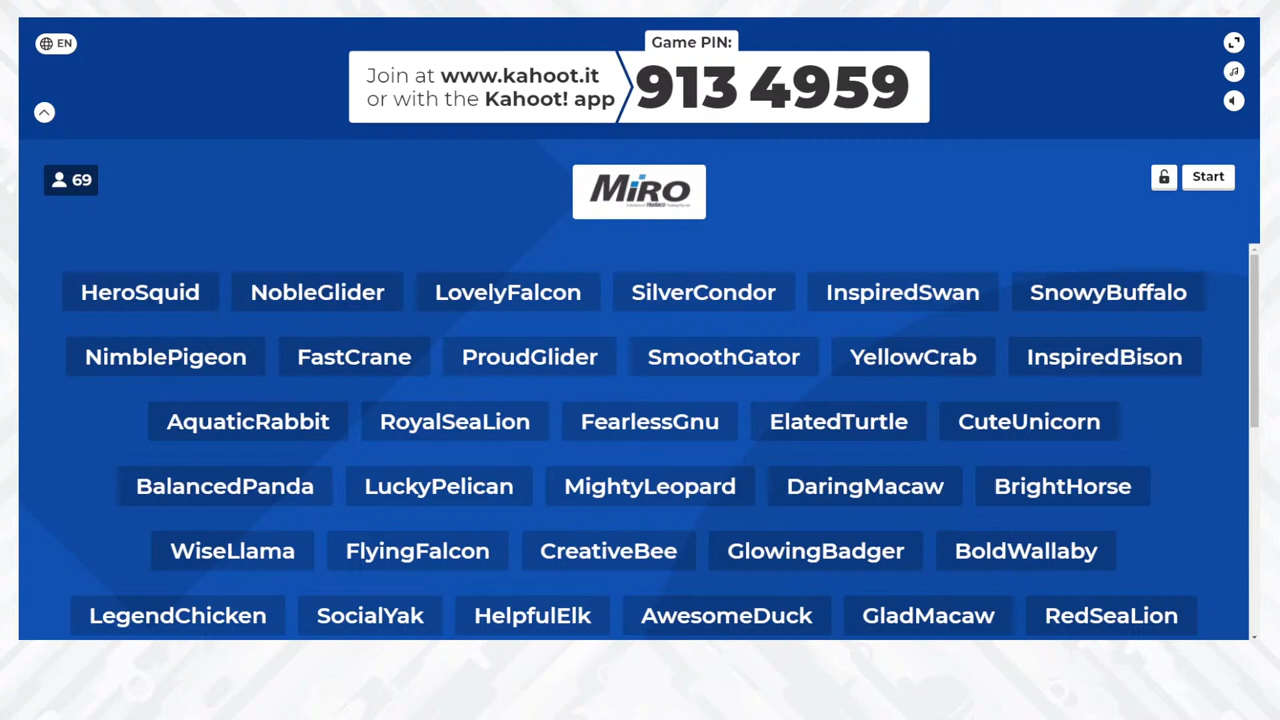 EN
Game PIN:
Join at www.kahoot.it
or with the Kahoot! app
913 4959
69
MiRO
Start
HeroSquid NobleGlider LovelyFalcon SilverCondor InspiredSwan SnowyBuffalo
NimblePigeon FastCrane ProudGlider SmoothGator YellowCrab InspiredBison
AquaticRabbit RoyalSeaLion FearlessGnu ElatedTurtle CuteUnicorn
BalancedPanda LuckyPelican MightyLeopard DaringMacaw BrightHorse
WiseLlama FlyingFalcon CreativeBee GlowingBadger BoldWallaby
LegendChicken SocialYak HelpfulElk AwesomeDuck GladMacaw RedSeaLion